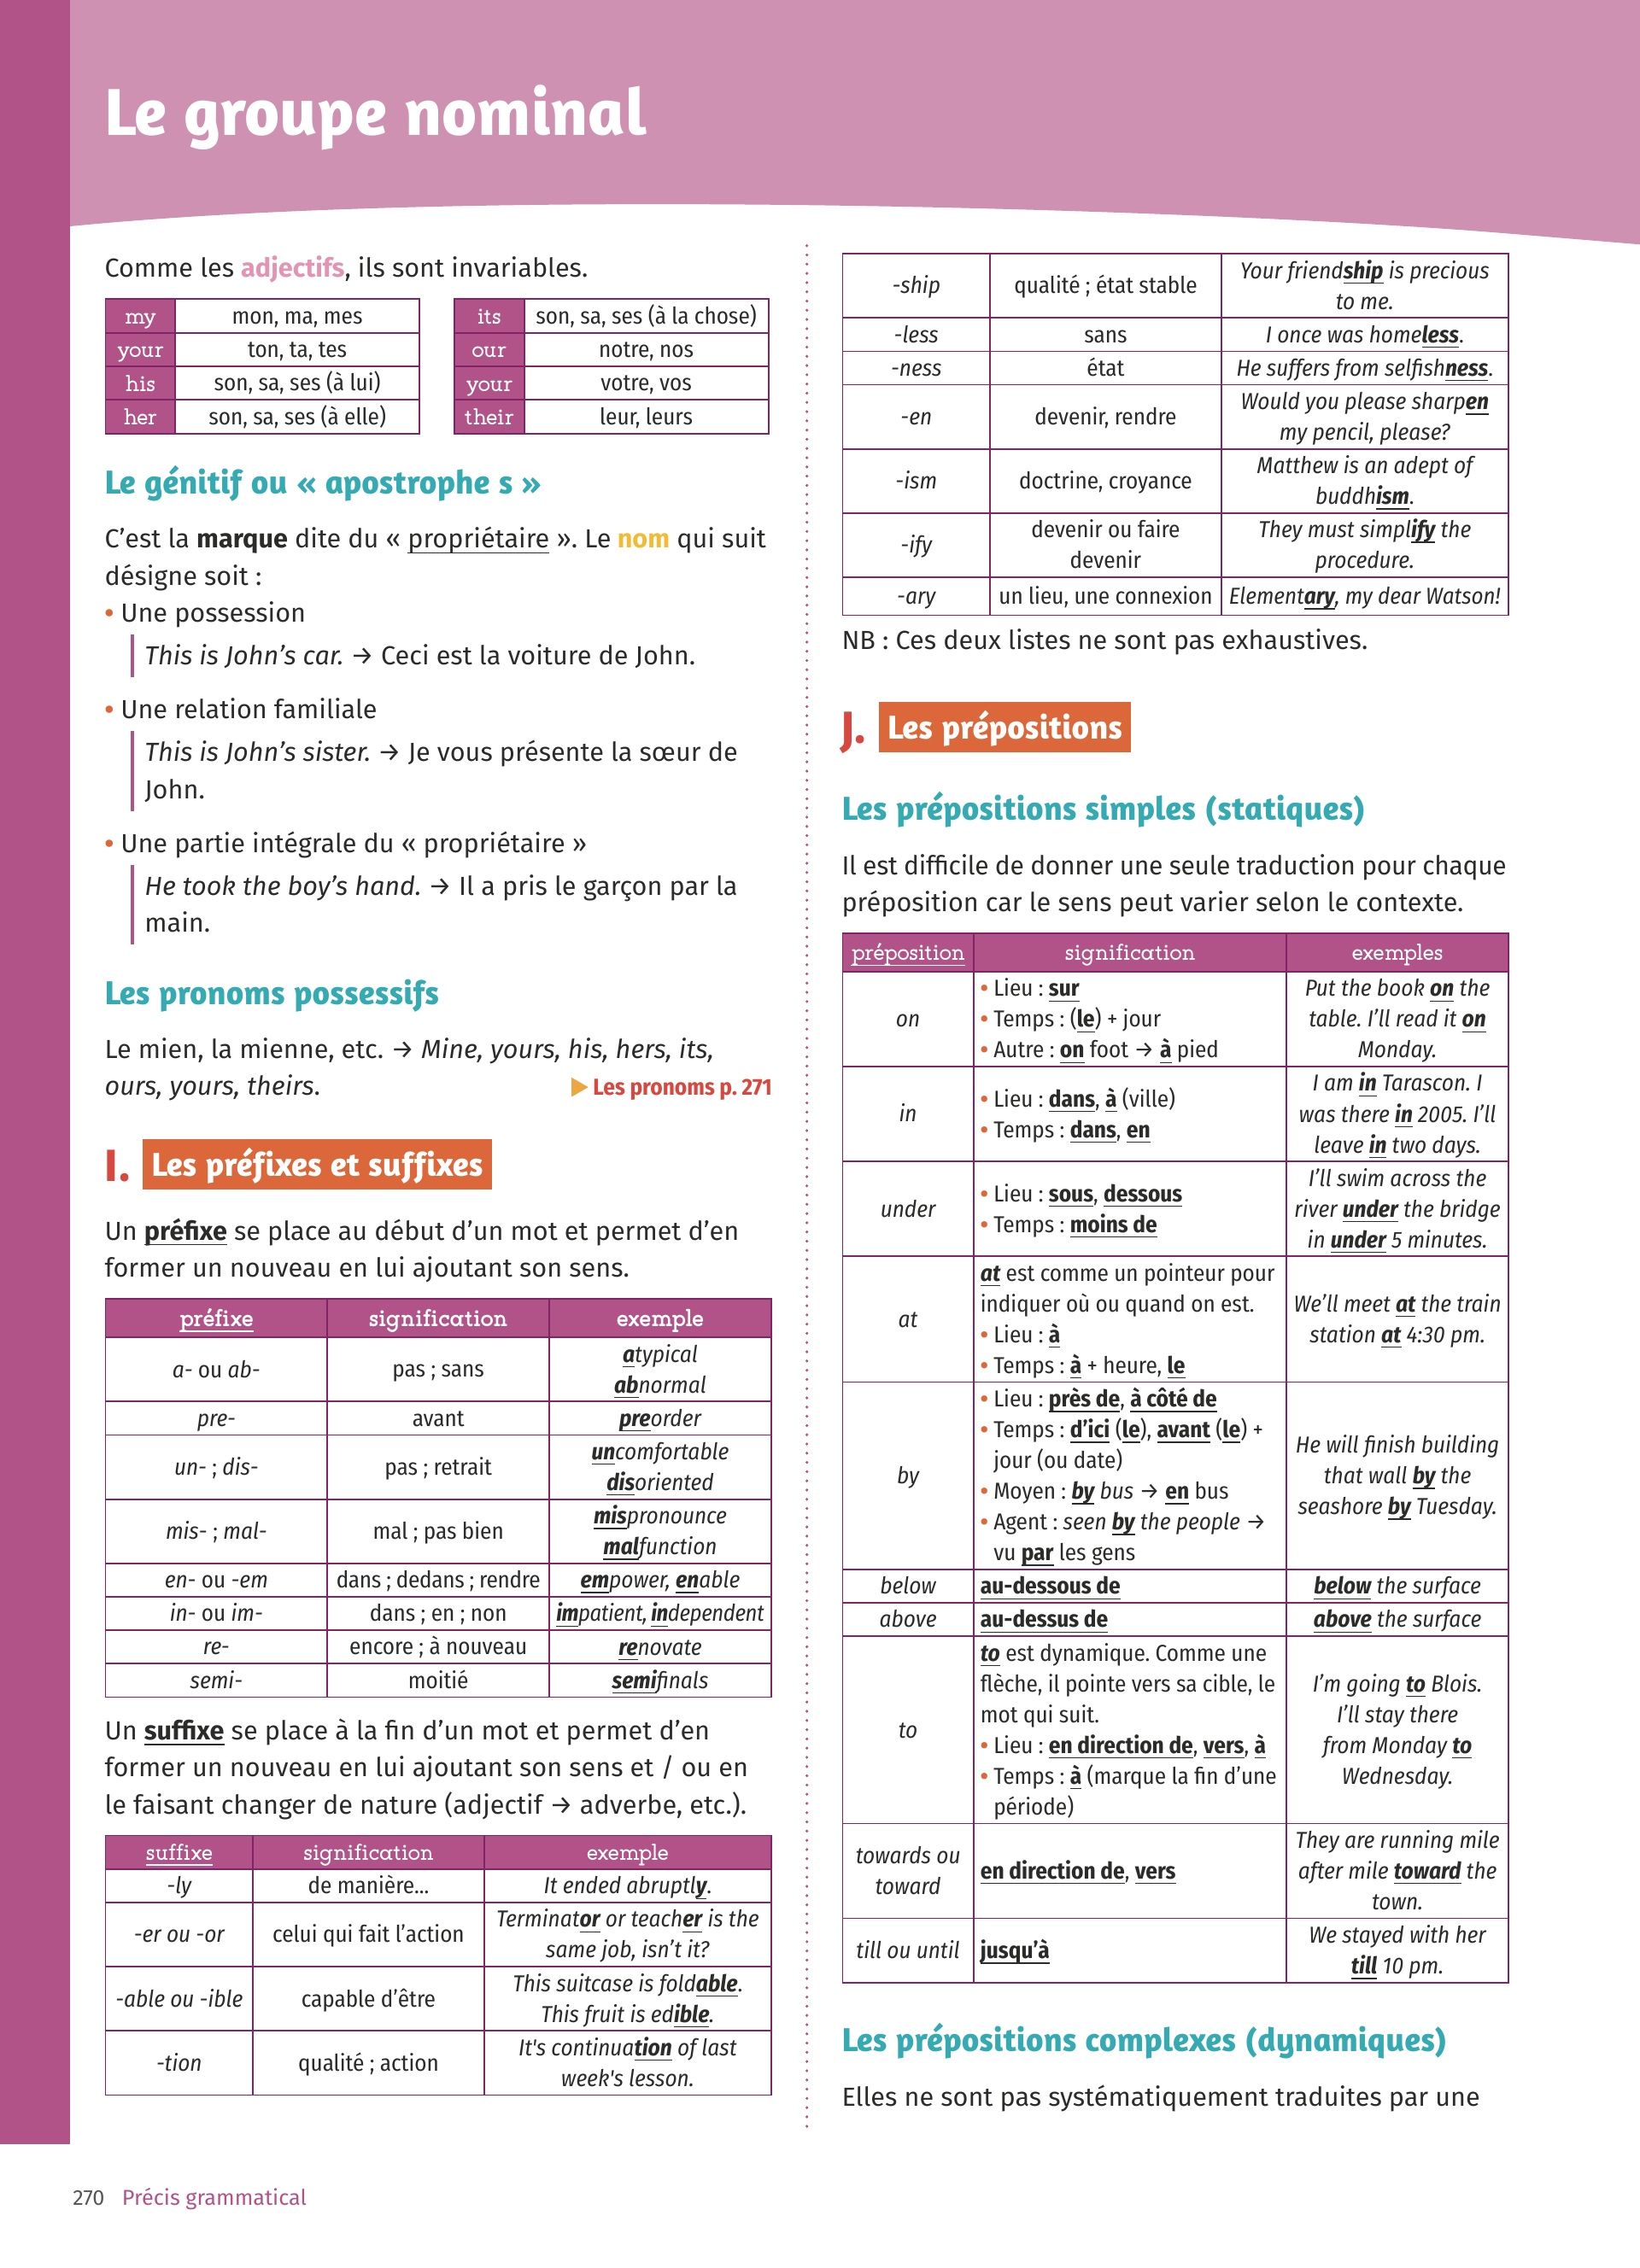 Le groupe nominal
Comme les adjectifs, ils sont invariables.
my mon, ma, mes
your ton, ta, tes
his son, sa, ses (à lui)
her son, sa, ses (à elle)
its son, sa, ses (à la chose)
our notre, nos
your votre, vos
their leur, leurs
Le génitif ou « apostrophe s »
C’est la marque dite du « propriétaire ». Le nom qui suit
désigne soit :
• Une possession
This is John’s car. → Ceci est la voiture de John.
• Une relation familiale
This is John’s sister. → Je vous présente la sœur de
John.
• Une partie intégrale du « propriétaire »
He took the boy’s hand. → Il a pris le garçon par la
main.
Les pronoms possessifs
Le mien, la mienne, etc. → Mine, yours, his, hers, its,
ours, yours, theirs. ▶ Les pronoms p. 271
I. Les préfixes et suffixes
Un préfixe se place au début d’un mot et permet d’en
former un nouveau en lui ajoutant son sens.
préfixe signification exemple
a- ou ab- pas ; sans atypical
abnormal
pre- avant preorder
un- ; dis- pas ; retrait uncomfortable
disoriented
mis- ; mal- mal ; pas bien mispronounce
malfunction
en- ou -em dans ; dedans ; rendre empower, enable
in- ou im- dans ; en ; non impatient, independent
re- encore ; à nouveau renovate
semi- moitié semifinals
Un suffixe se place à la fin d’un mot et permet d’en
former un nouveau en lui ajoutant son sens et / ou en
le faisant changer de nature (adjectif → adverbe, etc.).
suffixe signification exemple
-ly de manière... It ended abruptly.
-er ou -or celui qui fait l’action Terminator or teacher is the
same job, isn’t it?
-able ou -ible capable d’être This suitcase is foldable.
This fruit is edible.
-tion qualité ; action It's continuation of last
week's lesson.
-ship qualité ; état stable Your friendship is precious
to me.
-less sans I once was homeless.
-ness état He suffers from selfishness.
-en devenir, rendre Would you please sharpen
my pencil, please?
-ism doctrine, croyance Matthew is an adept of
buddhism.
-ify devenir ou faire
devenir They must simplify the
procedure.
-ary un lieu, une connexion Elementary, my dear Watson!
NB : Ces deux listes ne sont pas exhaustives.
J. Les prépositions
Les prépositions simples (statiques)
Il est difficile de donner une seule traduction pour chaque
préposition car le sens peut varier selon le contexte.
préposition signification exemples
on
• Lieu : sur
• Temps : (le) + jour
• Autre : on foot → à pied
Put the book on the
table. I’ll read it on
Monday.
in
• Lieu : dans, à (ville)
• Temps : dans, en
I am in Tarascon. I
was there in 2005. I’ll
leave in two days.
under
• Lieu : sous, dessous
• Temps : moins de
I’ll swim across the
river under the bridge
in under 5 minutes.
at
at est comme un pointeur pour
indiquer où ou quand on est.
• Lieu : à
• Temps : à + heure, le
We’ll meet at the train
station at 4:30 pm.
by
• Lieu : près de, à côté de
• Temps : d’ici (le), avant (le) +
jour (ou date)
• Moyen : by bus → en bus
• Agent : seen by the people →
vu par les gens
He will finish building
that wall by the
seashore by Tuesday.
below au-dessous de below the surface
above au-dessus de above the surface
to
to est dynamique. Comme une
flèche, il pointe vers sa cible, le
mot qui suit.
• Lieu : en direction de, vers, à
• Temps : à (marque la fin d’une
période)
I’m going to Blois.
I’ll stay there
from Monday to
Wednesday.
towards ou
toward
en direction de, vers
They are running mile
after mile toward the
town.
till ou until
jusqu’à
We stayed with her
till 10 pm.
Les prépositions complexes (dynamiques)
Elles ne sont pas systématiquement traduites par une
270 Précis grammatical